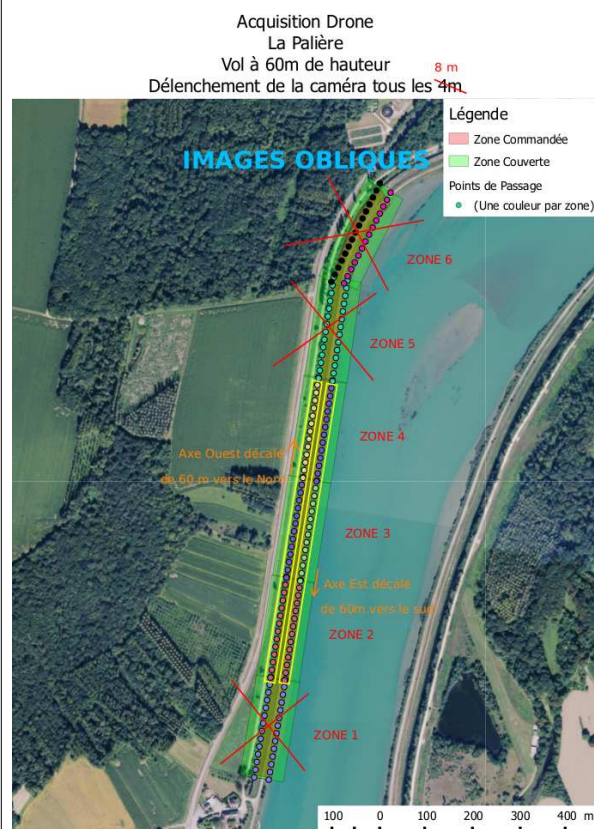 Acquisition Drone
La Palière
Vol à 60m de hauteur
8 m
Délenchement de la caméra tous les 4m
Légende
Zone Commandée
Zone Couverte
Points de Passage
(Une couleur par zone)
IMAGES OBLIQUES
ZONE 6
ZONE 5
ZONE 4
Axe Ouest décalé
de 60 m vers le Nord
ZONE 3
Axe Est décalé
de 60m vers le sud
ZONE 2
ZONE 1
100 0 100 200 300 400 m